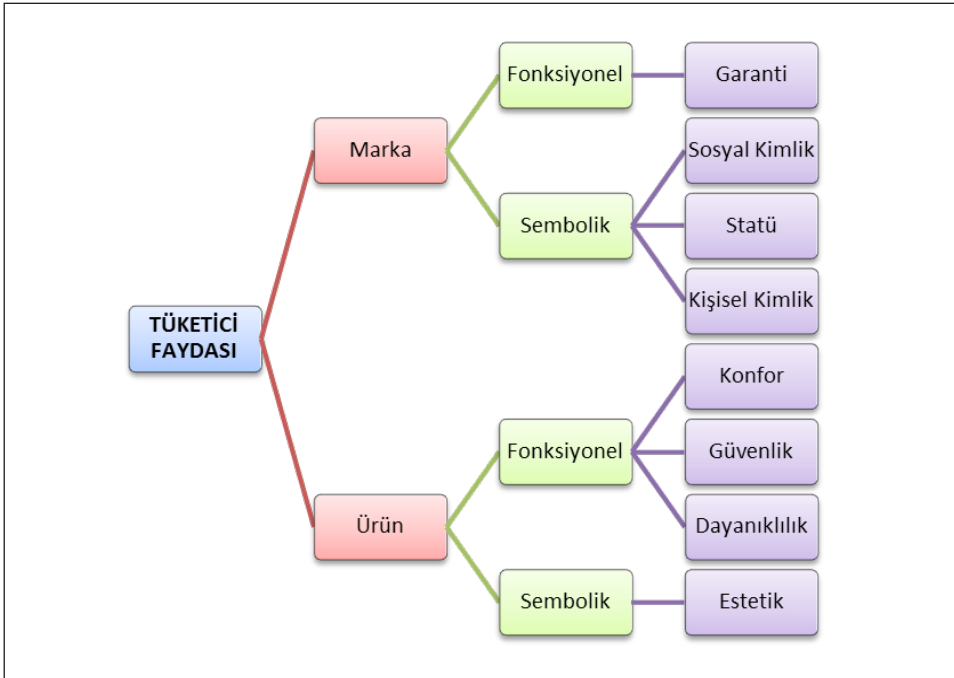 TÜKETİCİ
FAYDASI
Marka
Fonksiyonel
Garanti
Sembolik
Sosyal Kimlik
Statü
Kişisel Kimlik
Ürün
Fonksiyonel
Konfor
Güvenlik
Dayanıklılık
Sembolik
Estetik